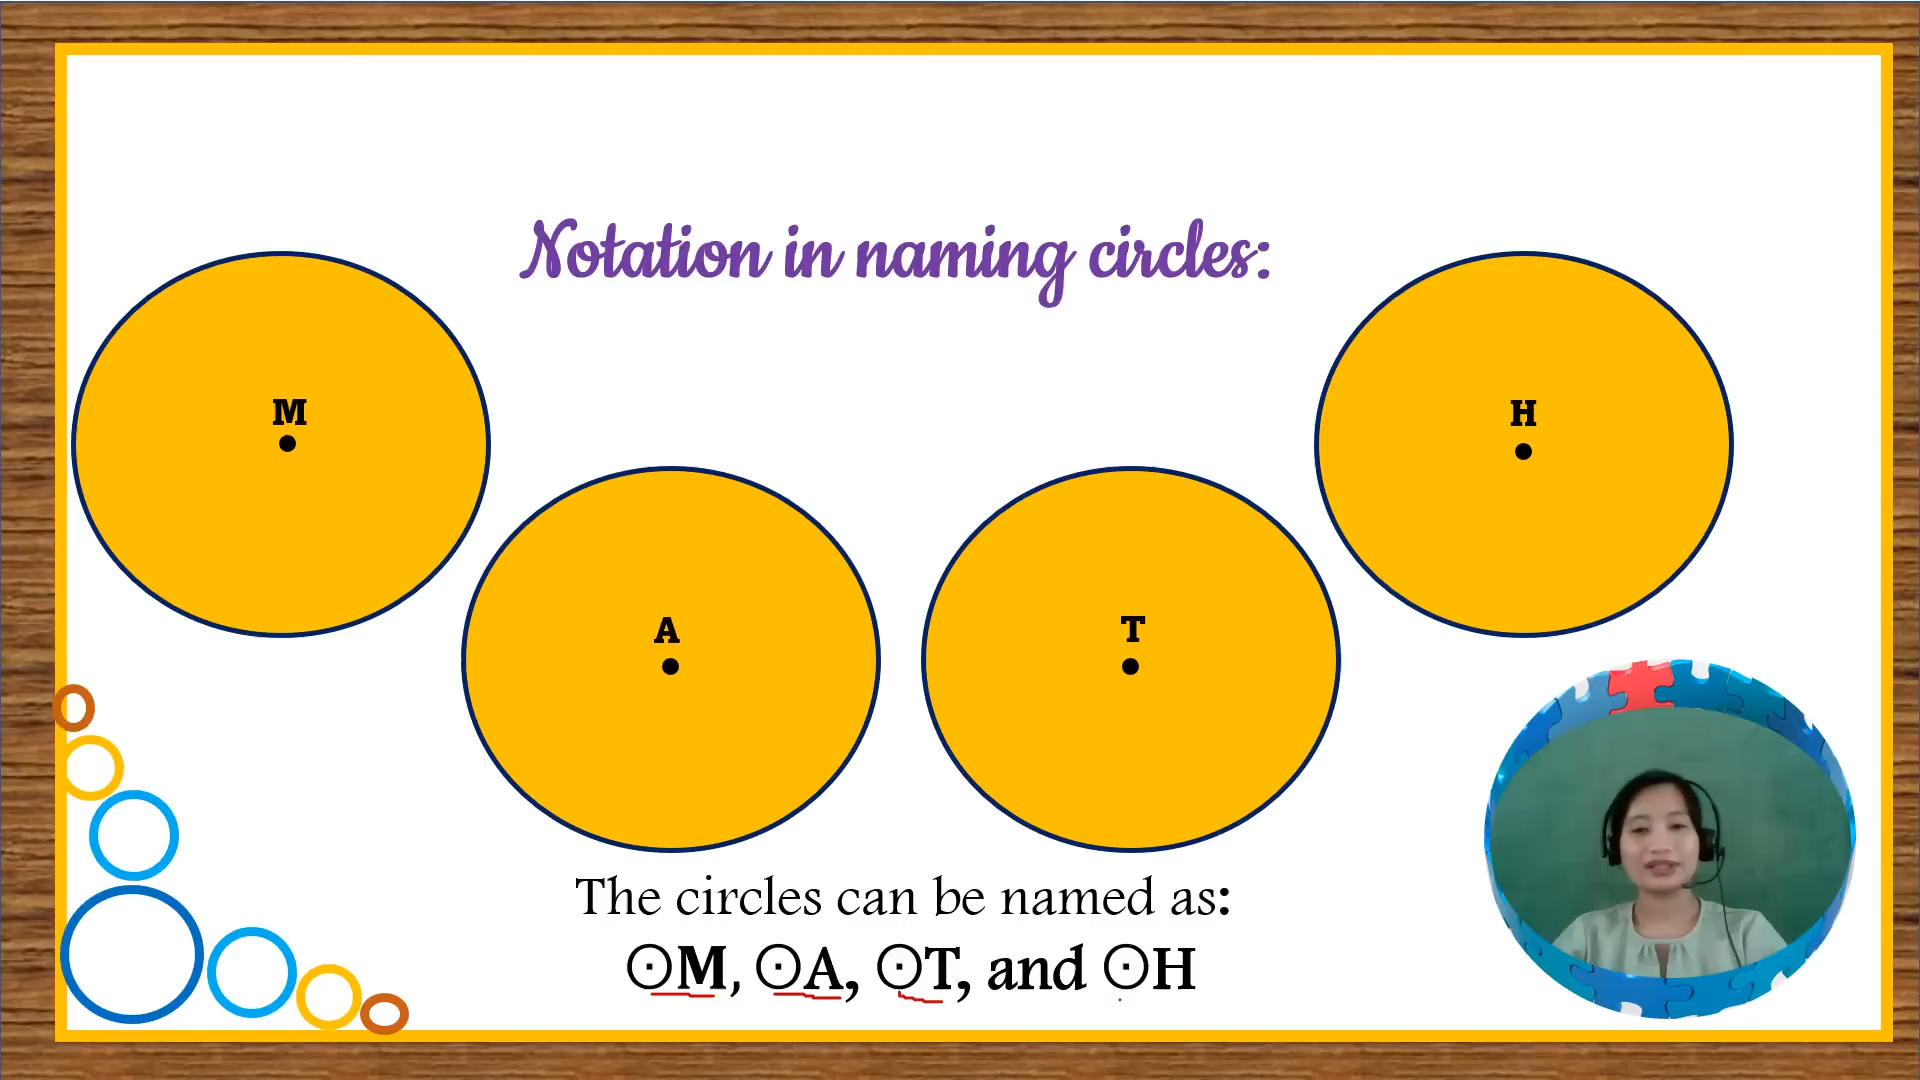 Notation in naming circles:
M
H
A
T
The circles can be named as:
⊙M, ⊙A, ⊙T, and ⊙H